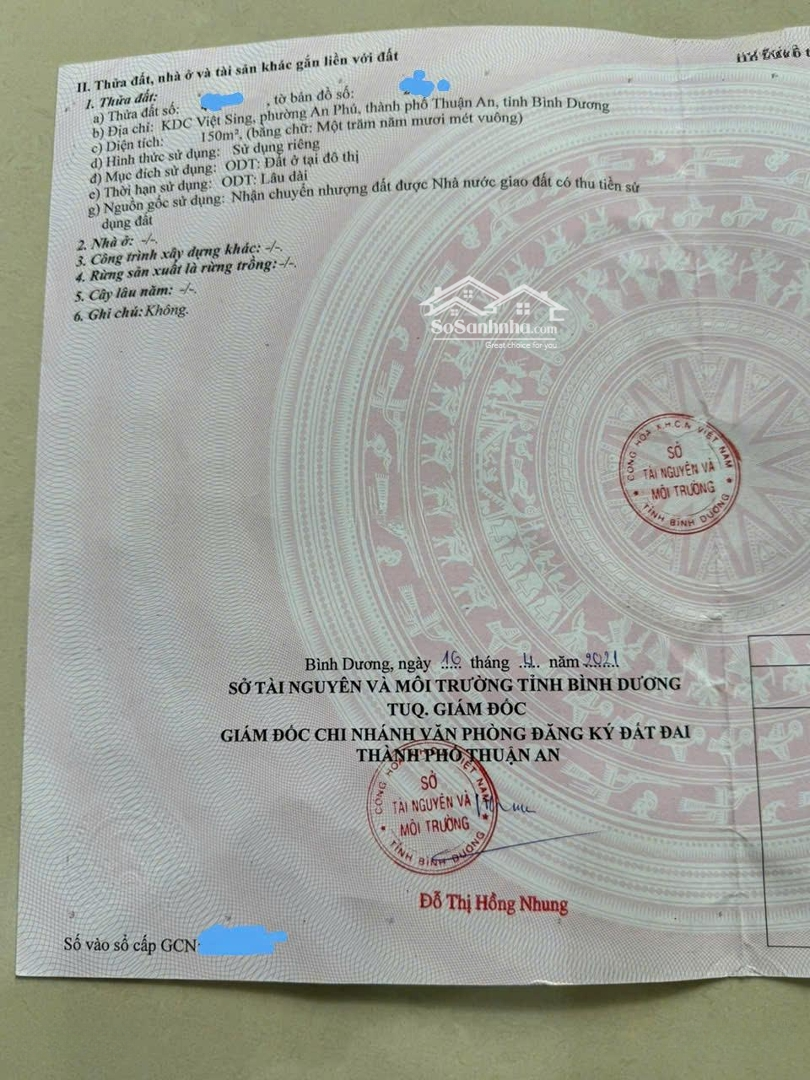 II. Thửa đất, nhà ở và tài sản khác gắn liền với đất
1. Thửa đất:
a) Thửa đất số: , tờ bản đồ số:
b) Địa chỉ: KDC Việt Sing, phường An Phú, thành phố Thuận An, tỉnh Bình Dương
c) Diện tích: 150m², (bằng chữ: Một trăm năm mươi mét vuông)
d) Hình thức sử dụng: Sử dụng riêng
đ) Mục đích sử dụng: ODT: Đất ở tại đô thị
e) Thời hạn sử dụng: ODT: Lâu dài
g) Nguồn gốc sử dụng: Nhận chuyển nhượng đất được Nhà nước giao đất có thu tiền sử
dụng đất
2. Nhà ở: -/-.
3. Công trình xây dựng khác: -/-.
4. Rừng sản xuất là rừng trồng: -/-.
5. Cây lâu năm: -/-.
6. Ghi chú: Không.
SoSanhnha.com
Great choice for you
CỘNG HÒA X.H.C.N VIỆT NAM
SỞ
TÀI NGUYÊN VÀ
MÔI TRƯỜNG
TỈNH BÌNH DƯƠNG
Bình Dương, ngày 16 tháng 4 năm 2021
SỞ TÀI NGUYÊN VÀ MÔI TRƯỜNG TỈNH BÌNH DƯƠNG
TUQ. GIÁM ĐỐC
GIÁM ĐỐC CHI NHÁNH VĂN PHÒNG ĐĂNG KÝ ĐẤT ĐAI
THÀNH PHỐ THUẬN AN
CỘNG HÒA X.H.C.N VIỆT NAM
SỞ
TÀI NGUYÊN VÀ
MÔI TRƯỜNG
TỈNH BÌNH DƯƠNG
Đỗ Thị Hồng Nhung
Số vào sổ cấp GCN: